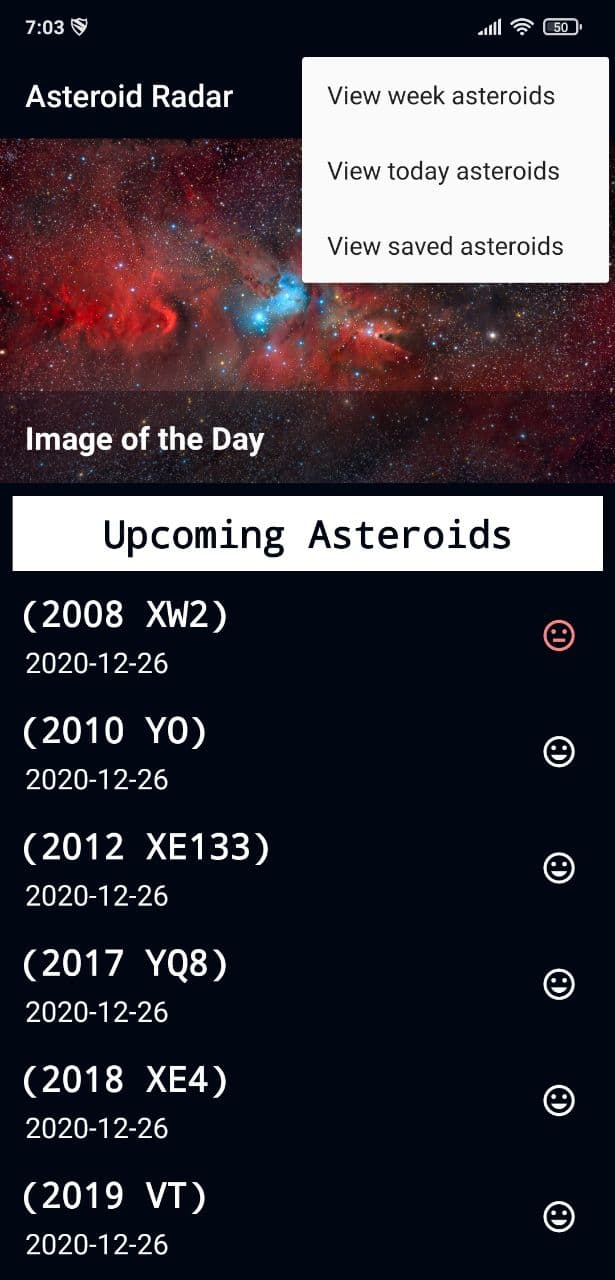 7:03
50
Asteroid Radar
View week asteroids
View today asteroids
View saved asteroids
Image of the Day
Upcoming Asteroids
(2008 XW2)
2020-12-26
(2010 YO)
2020-12-26
(2012 XE133)
2020-12-26
(2017 YQ8)
2020-12-26
(2018 XE4)
2020-12-26
(2019 VT)
2020-12-26